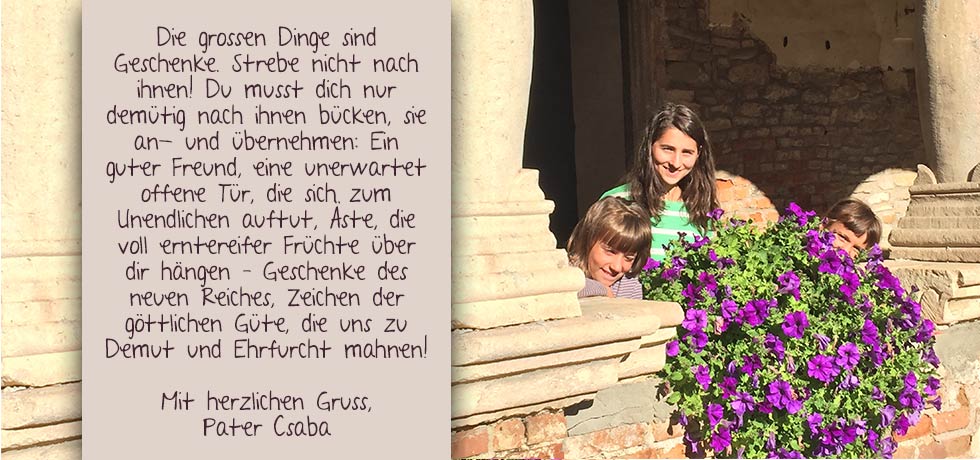 Die grossen Dinge sind
Geschenke. Strebe nicht nach
ihnen! Du musst dich nur
demütig nach ihnen bücken, sie
an- und übernehmen: Ein
guter Freund, eine unerwartet
offene Tür, die sich zum
Unendlichen auftut, Äste, die
voll erntereifer Früchte über
dir hängen - Geschenke des
neuen Reiches, Zeichen der
göttlichen Güte, die uns zu
Demut und Ehrfurcht mahnen!
Mit herzlichen Gruss,
Pater Csaba